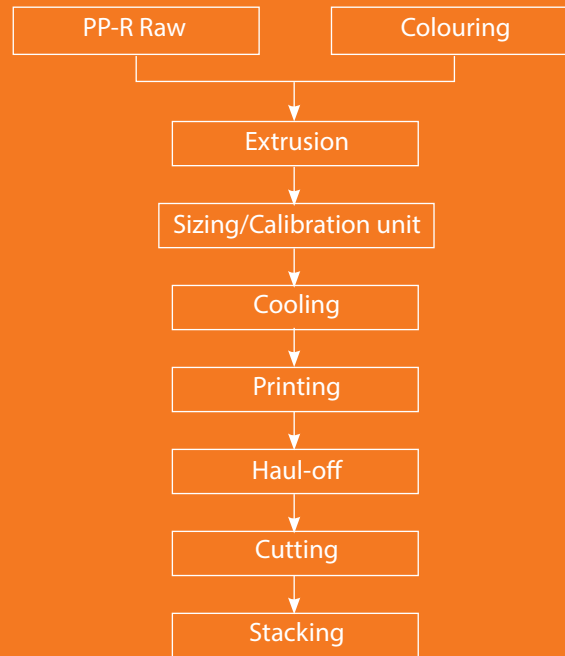 PP-R Raw
Colouring
Extrusion
Sizing/Calibration unit
Cooling
Printing
Haul-off
Cutting
Stacking